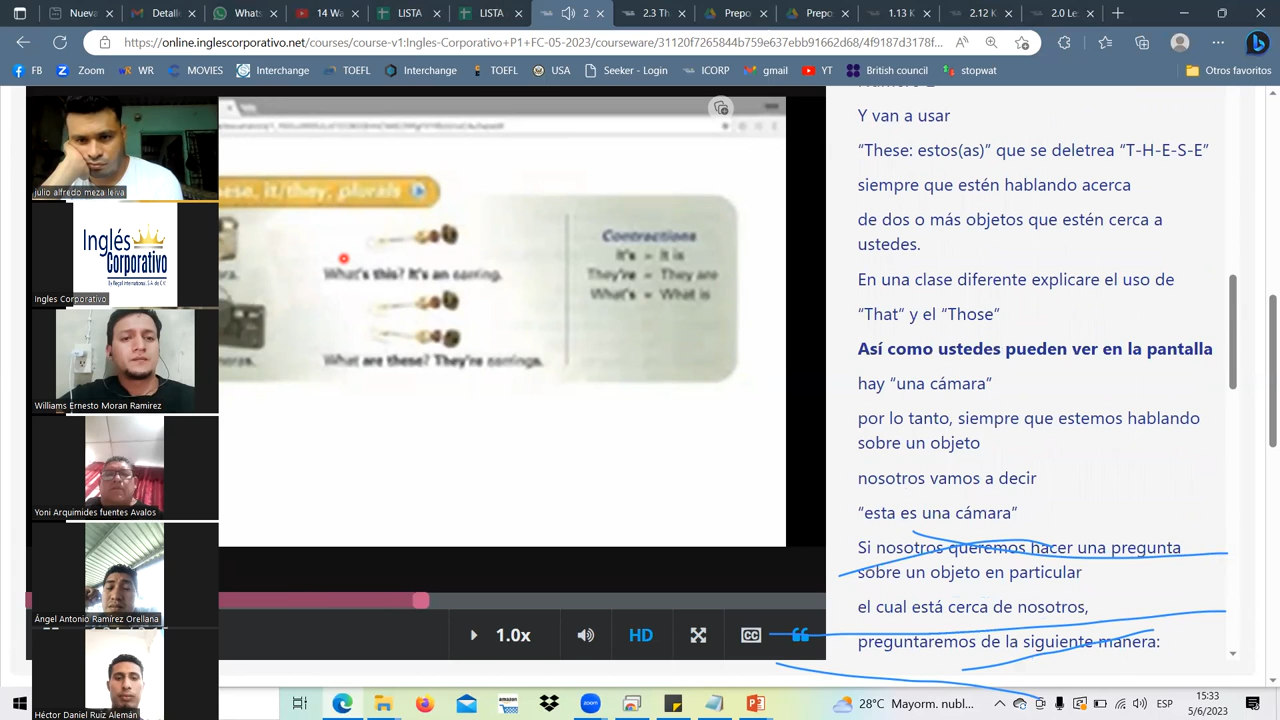 Detalle
Whats
14 Wa
LISTA
LISTA
2
2.3 Th
Prepo
Prepo
1.13 K
2.12 K
2.0 Le
https://online.inglescorporativo.net/courses/course-v1:Ingles-Corporativo+P1+FC-05-2023/courseware/31120f7265844b759e637ebb91662d68/4f9187d3178f...
FB
Zoom
WR
MOVIES
Interchange
TOEFL
Interchange
TOEFL
USA
Seeker - Login
ICORP
gmail
YT
British council
stopwat
Otros favoritos
julio alfredo meza leiva
Inglés
Corporativo
Ingles Corporativo
Williams Ernesto Moran Ramirez
Yoni Arquimides fuentes Avalos
Ángel Antonio Ramírez Orellana
Héctor Daniel Ruiz Alemán
hese, it/they, plurals
What's this? It's an earring.
What are these? They're earrings.
Contractions
It's = It is
They're = They are
What's = What is
1.0x
HD
CC
Y van a usar
“These: estos(as)” que se deletrea “T-H-E-S-E”
siempre que estén hablando acerca
de dos o más objetos que estén cerca a
ustedes.
En una clase diferente explicare el uso de
“That” y el “Those”
Así como ustedes pueden ver en la pantalla
hay “una cámara”
por lo tanto, siempre que estemos hablando
sobre un objeto
nosotros vamos a decir
“esta es una cámara”
Si nosotros queremos hacer una pregunta
sobre un objeto en particular
el cual está cerca de nosotros,
preguntaremos de la siguiente manera:
amazon
zoom
28°C Mayorm. nubl...
ESP
15:33
5/6/2023